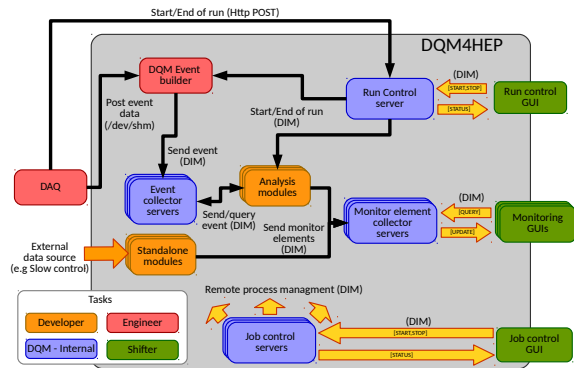 Start/End of run (Http POST)
DQM4HEP
DQM Event
builder
Run Control
server
(DIM)
[START,STOP]
[STATUS]
Run control
GUI
Post event
data
(/dev/shm)
Start/End of run
(DIM)
Send event
(DIM)
DAQ
Event
collector
servers
Analysis
modules
Send/query
event (DIM)
Monitor element
collector
servers
(DIM)
[QUERY]
[UPDATE]
Monitoring
GUIs
Send monitor
elements
(DIM)
External
data source
(e.g Slow control)
Standalone
modules
Remote process managment (DIM)
Tasks
Developer
Engineer
DQM - Internal
Shifter
Job control
servers
(DIM)
[START,STOP]
[STATUS]
Job control
GUI